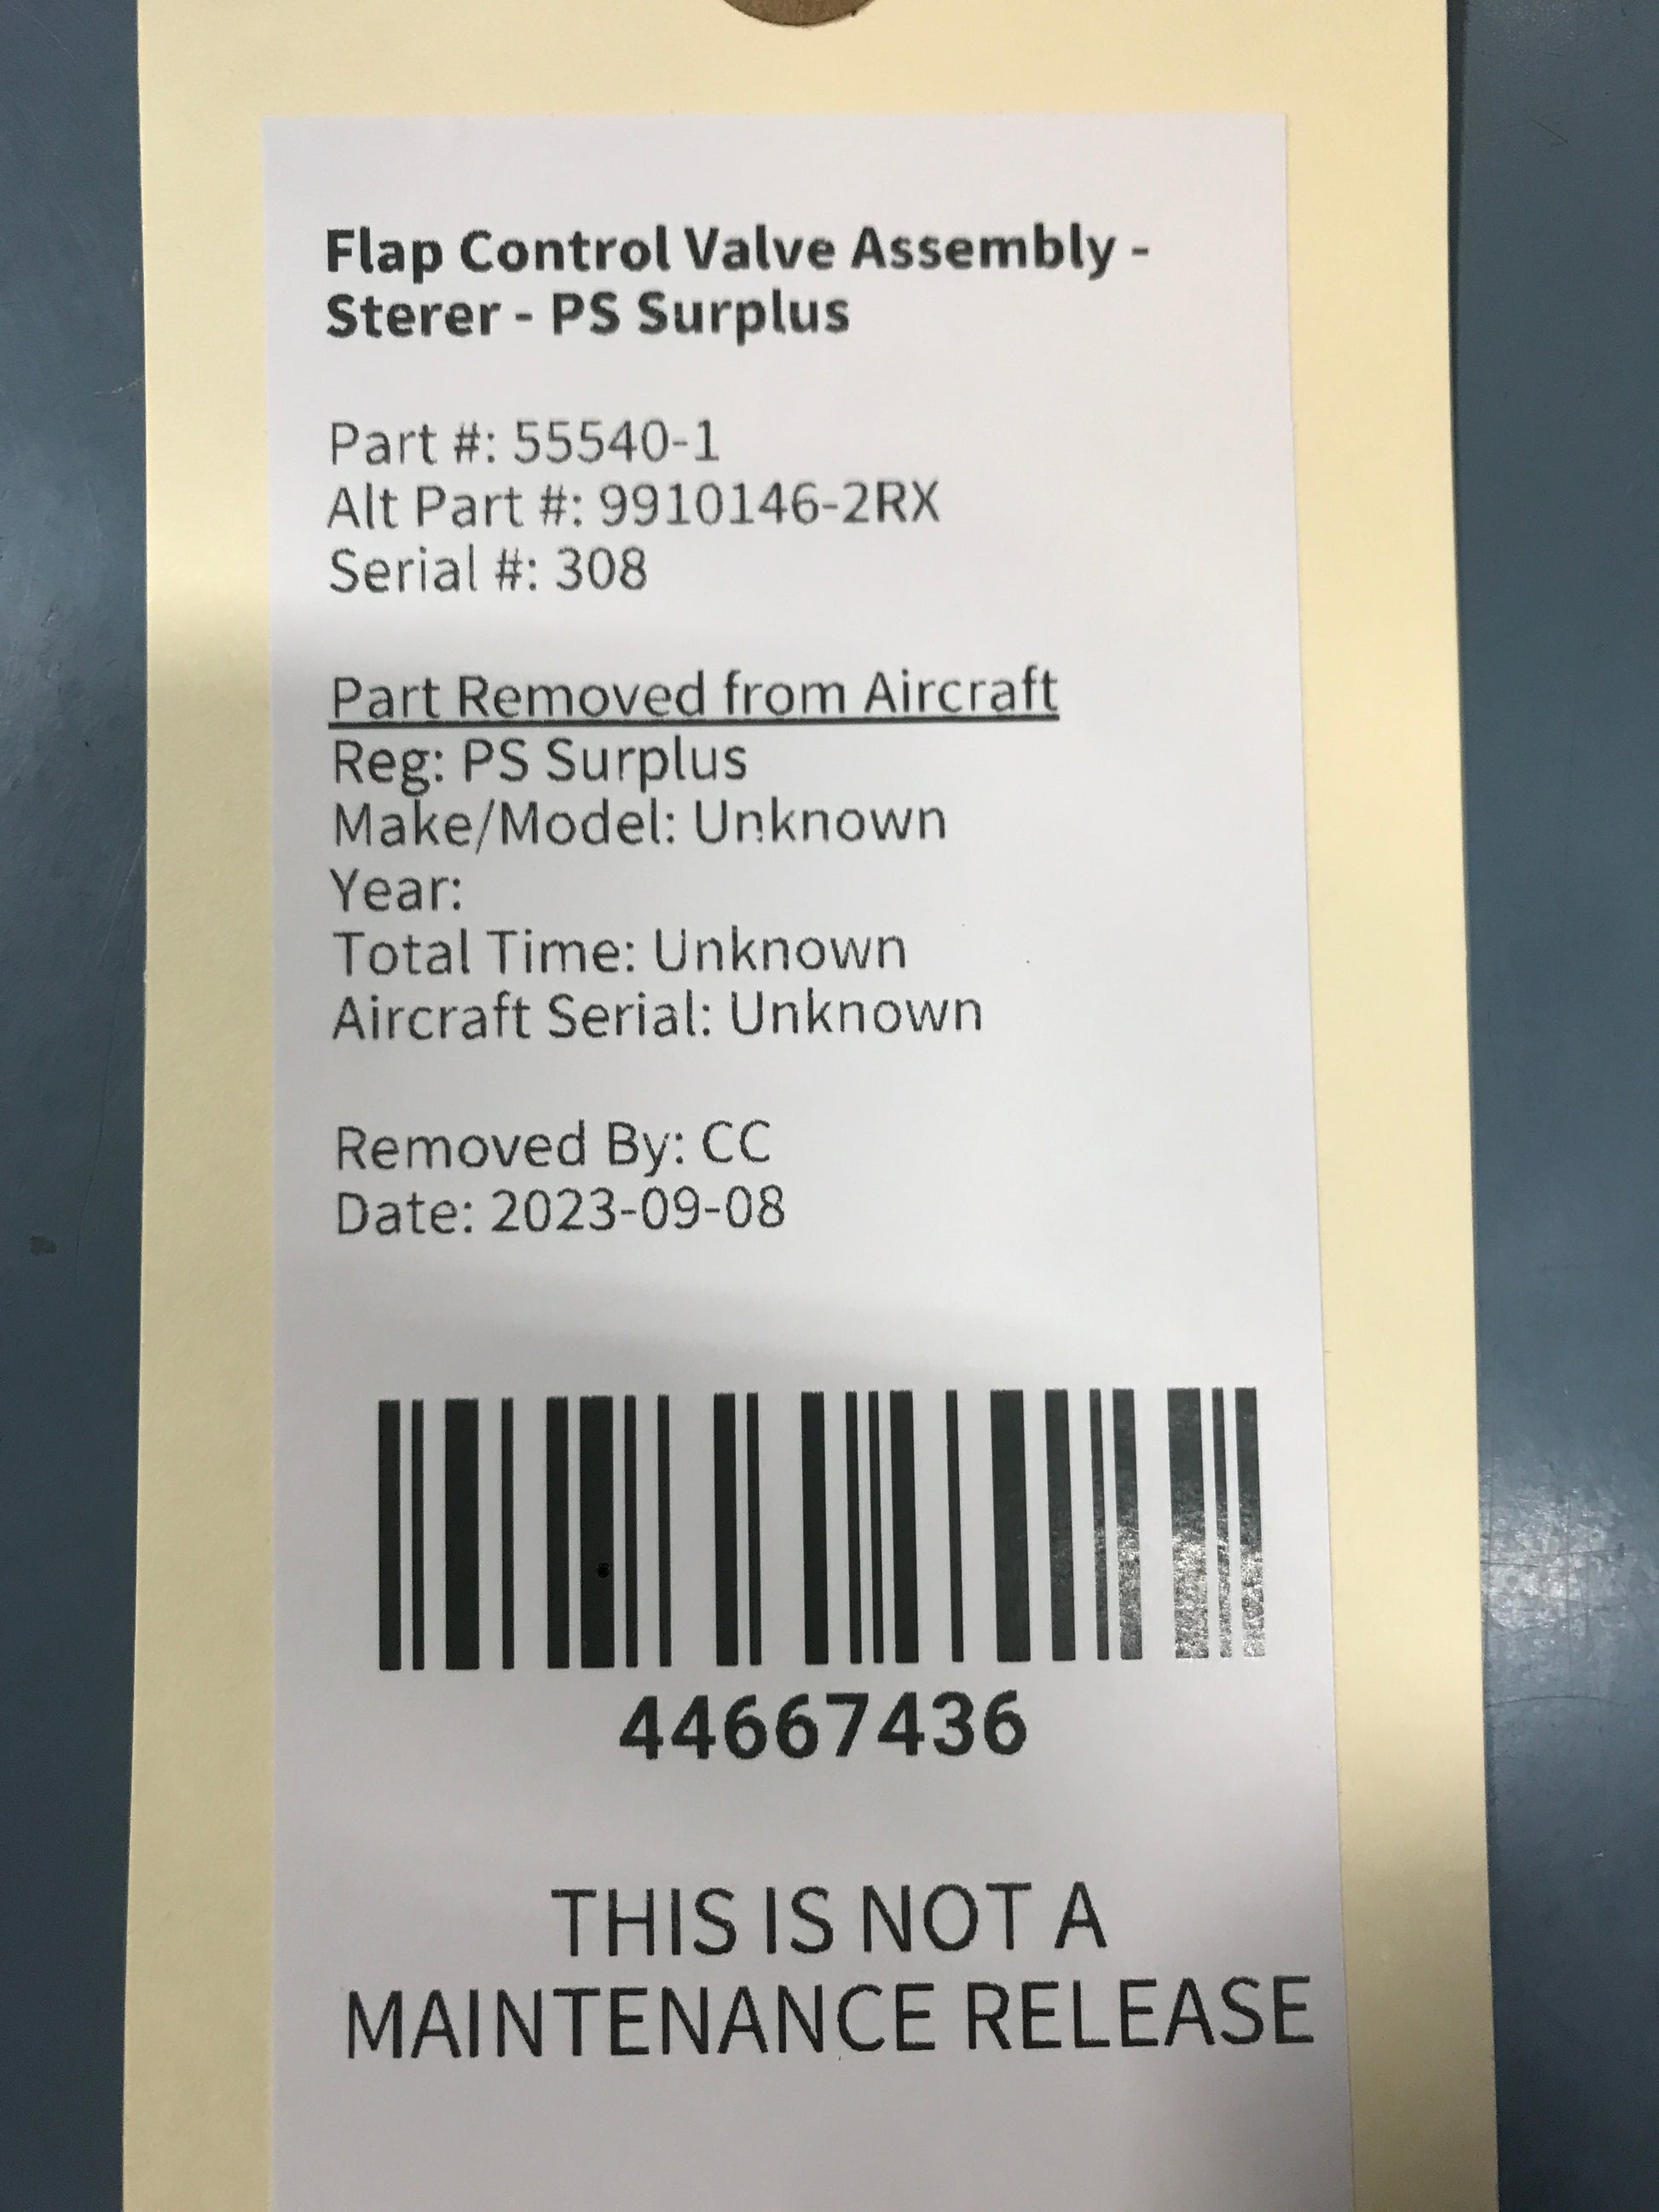 Flap Control Valve Assembly -
Sterer - PS Surplus
Part #: 55540-1
Alt Part #: 9910146-2RX
Serial #: 308
Part Removed from Aircraft
Reg: PS Surplus
Make/Model: Unknown
Year:
Total Time: Unknown
Aircraft Serial: Unknown
Removed By: CC
Date: 2023-09-08
44667436
THIS IS NOT A
MAINTENANCE RELEASE